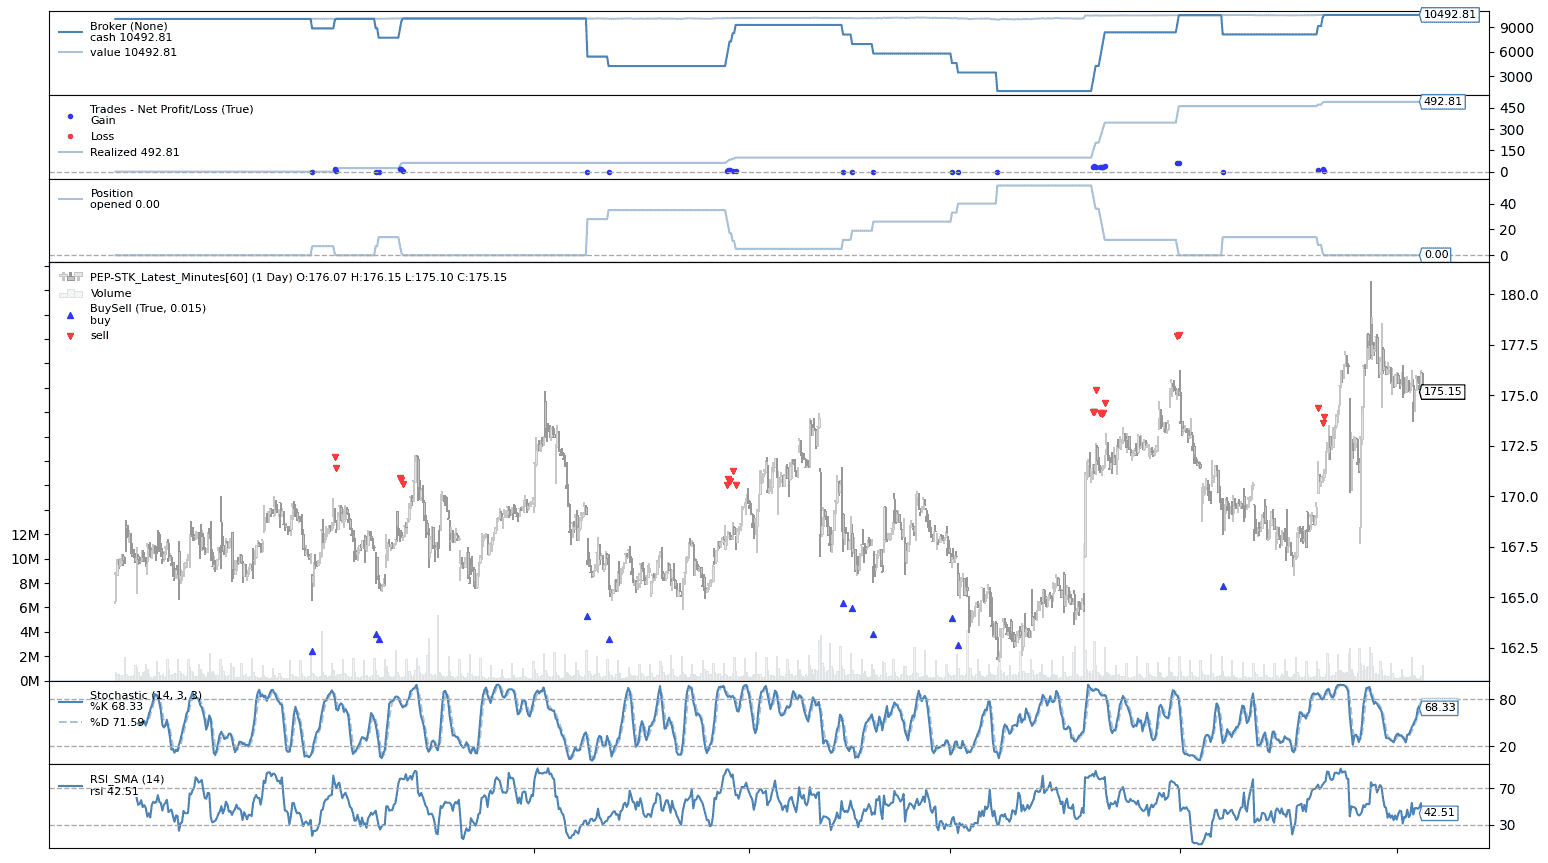 Broker (None)
cash 10492.81
value 10492.81
10492.81
9000
6000
3000
Trades - Net Profit/Loss (True)
Gain
Loss
Realized 492.81
492.81
450
300
150
0
Position
opened 0.00
40
20
0
0.00
PEP-STK_Latest_Minutes[60] (1 Day) O:176.07 H:176.15 L:175.10 C:175.15
Volume
BuySell (True, 0.015)
buy
sell
180.0
177.5
175.0
175.15
172.5
170.0
167.5
165.0
162.5
12M
10M
8M
6M
4M
2M
0M
Stochastic (14, 3, 3)
%K 68.33
%D 71.59
80
68.33
20
RSI_SMA (14)
rsi 42.51
70
42.51
30